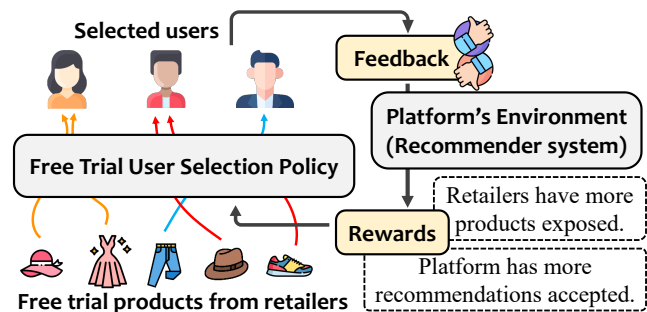 Selected users
Feedback
Platform's Environment
(Recommender system)
Free Trial User Selection Policy
Retailers have more
products exposed.
Rewards
Platform has more
recommendations accepted.
Free trial products from retailers